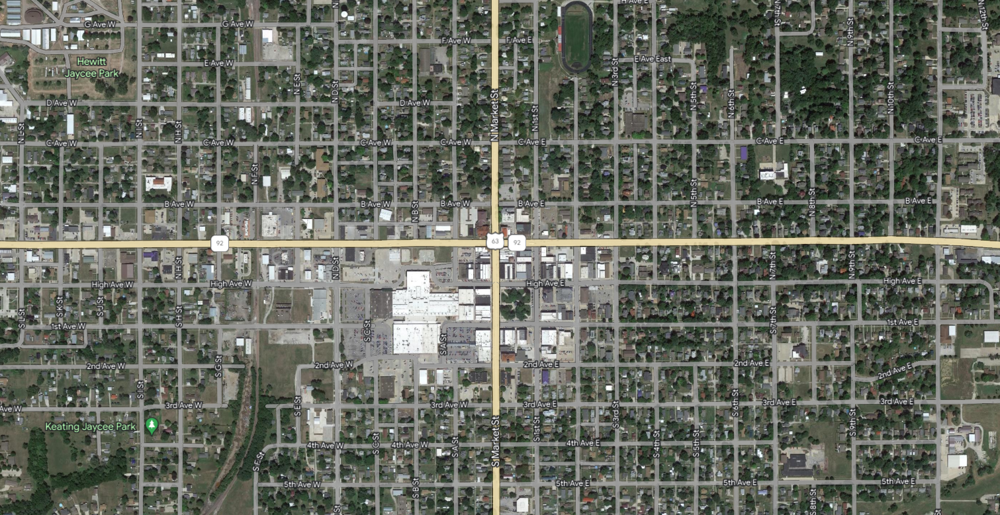 H Ave E
G Ave W
G Ave W
N 7th St
N 9th St
N 12th St
F Ave W
F Ave E
Hewitt
Jaycee Park
E Ave W
E Ave East
N 3rd St
N E St
N D St
N Market St
N 5th St
N 6th St
N 10th St
D Ave W
D Ave W
N 1st St
N L St
N I St
N H St
C Ave W
C Ave W
C Ave W
C Ave W
C Ave E
C Ave E
C Ave E
N F St
N 5th St
B Ave W
B Ave W
B Ave W
B Ave E
B Ave E
B Ave E
N B St
N 8th St
92
63
92
N H St
N D St
N 7th St
N 9th St
High Ave W
High Ave W
High Ave E
High Ave E
S L St
S K St
S J St
S H St
S C St
S A St
S 7th St
1st Ave W
1st Ave E
2nd Ave W
2nd Ave W
2nd Ave E
2nd Ave E
2nd Ave E
S G St
S I St
Ave W
3rd Ave W
3rd Ave W
3rd Ave E
3rd Ave E
3rd Ave E
S E St
S 3rd St
S 6th St
S 9th St
Keating Jaycee Park
S Market St
S 1st St
4th Ave W
4th Ave W
4th Ave E
S C St
S A St
S 4th St
S 5th St
S F St
5th Ave W
5th Ave E
5th Ave E
5th Ave E
S B St
S 8th St
St
St